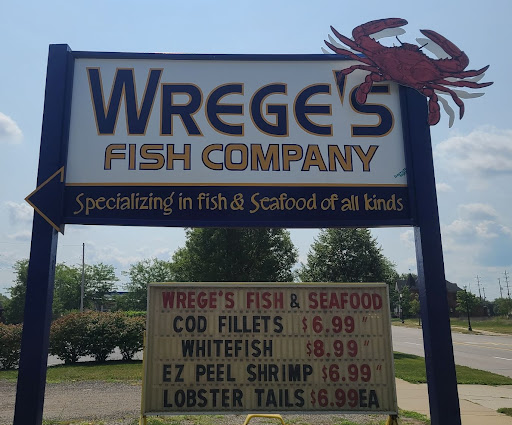 WREGE'S
FISH COMPANY
Specializing in fish & Seafood of all kinds
WREGE'S FISH & SEAFOOD
COD FILLETS $6.99"
WHITEFISH $8.99"
EZ PEEL SHRIMP $6.99"
LOBSTER TAILS $6.99EA